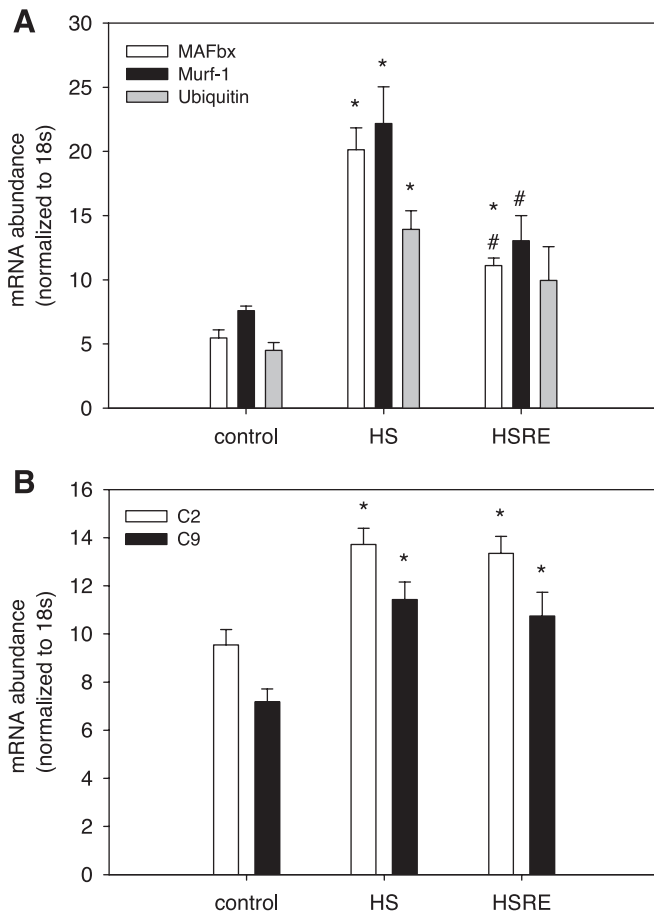 A
30
25
20
15
10
5
0
mRNA abundance
(normalized to 18s)
MAFbx
Murf-1
Ubiquitin
* * * * # #
control HS HSRE
B
16
14
12
10
8
6
4
2
0
mRNA abundance
(normalized to 18s)
C2
C9
* * * *
control HS HSRE